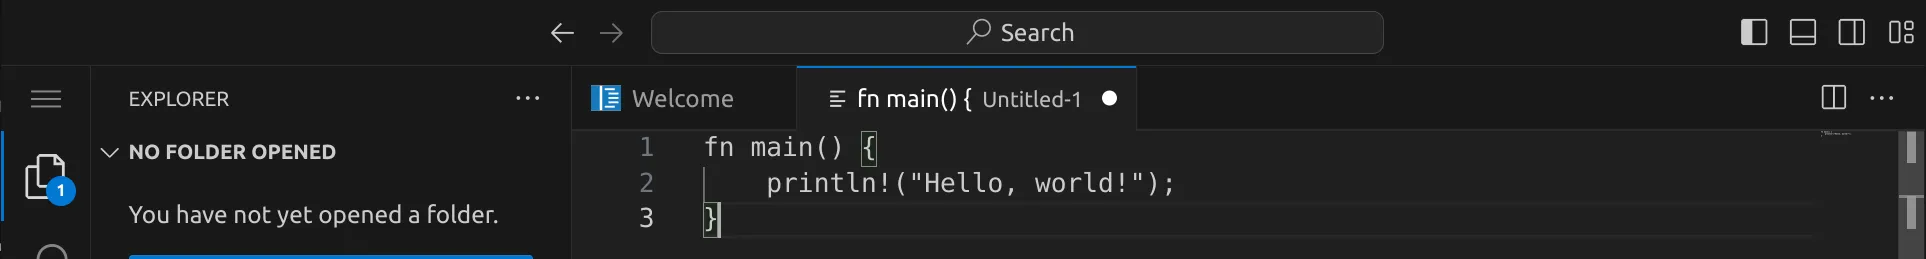 Search
EXPLORER
NO FOLDER OPENED
1
You have not yet opened a folder.
Welcome
fn main() { Untitled-1
1 fn main() {
2     println!("Hello, world!");
3 }